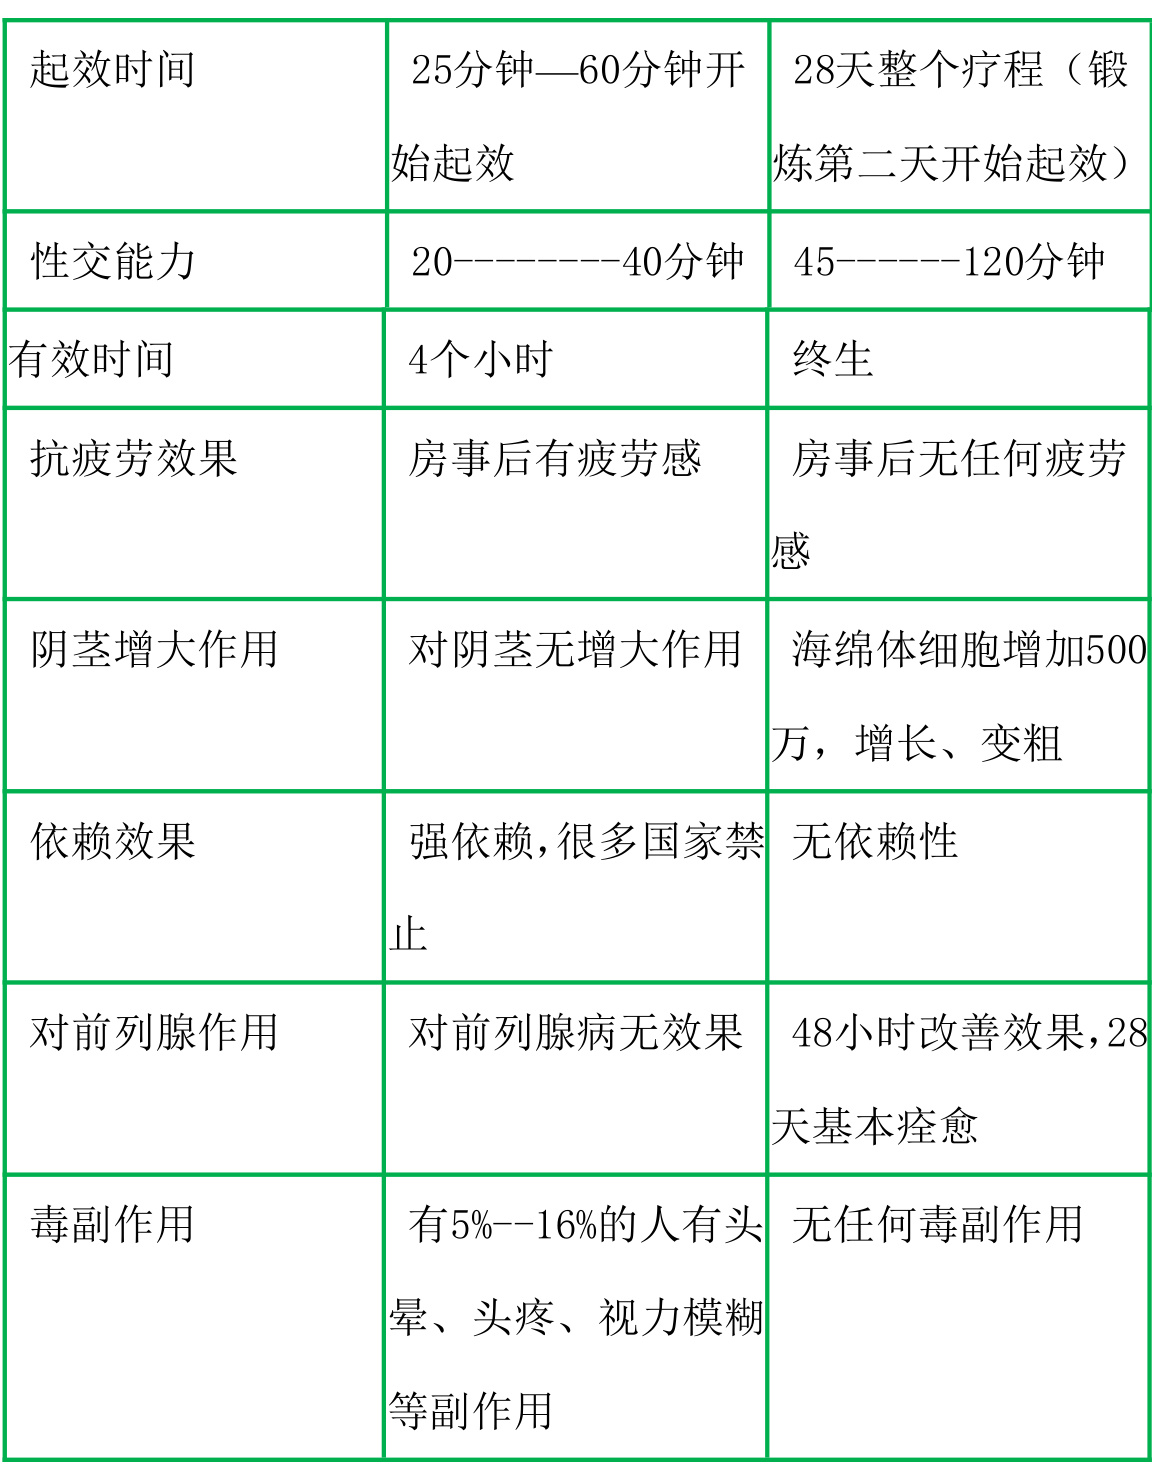 起效时间
25分钟—60分钟开
始起效
28天整个疗程（锻
炼第二天开始起效）
性交能力
20--------40分钟
45------120分钟
有效时间
4个小时
终生
抗疲劳效果
房事后有疲劳感
房事后无任何疲劳
感
阴茎增大作用
对阴茎无增大作用
海绵体细胞增加500
万，增长、变粗
依赖效果
强依赖，很多国家禁
止
无依赖性
对前列腺作用
对前列腺病无效果
48小时改善效果，28
天基本痊愈
毒副作用
有5%--16%的人有头
晕、头疼、视力模糊
等副作用
无任何毒副作用